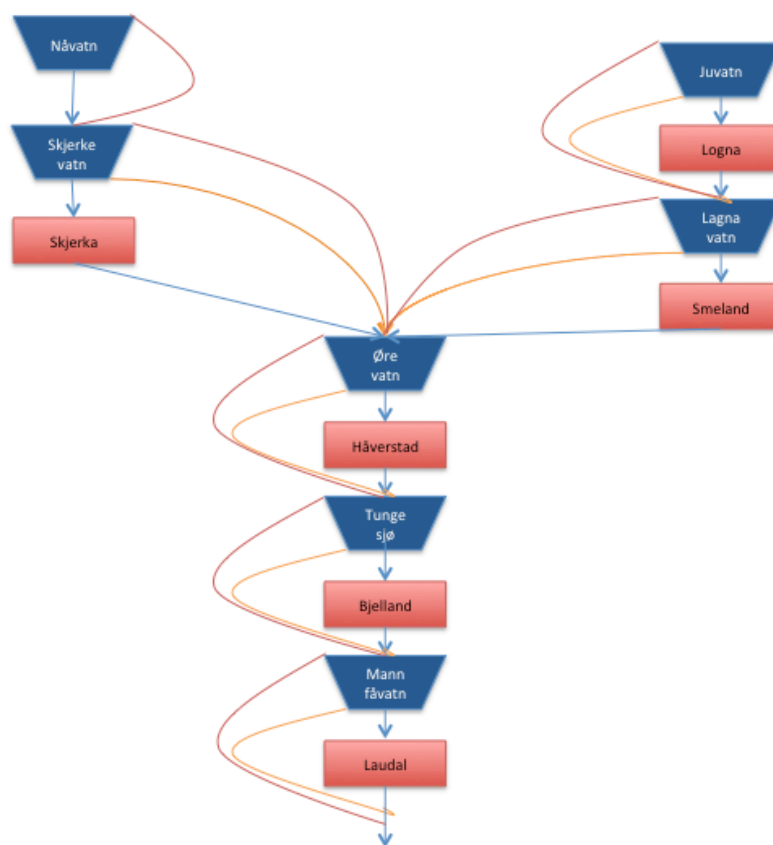 Nåvatn
Juvatn
Skjerke
vatn
Logna
Lagna
vatn
Skjerka
Smeland
Øre
vatn
Håverstad
Tunge
sjø
Bjelland
Mann
fåvatn
Laudal